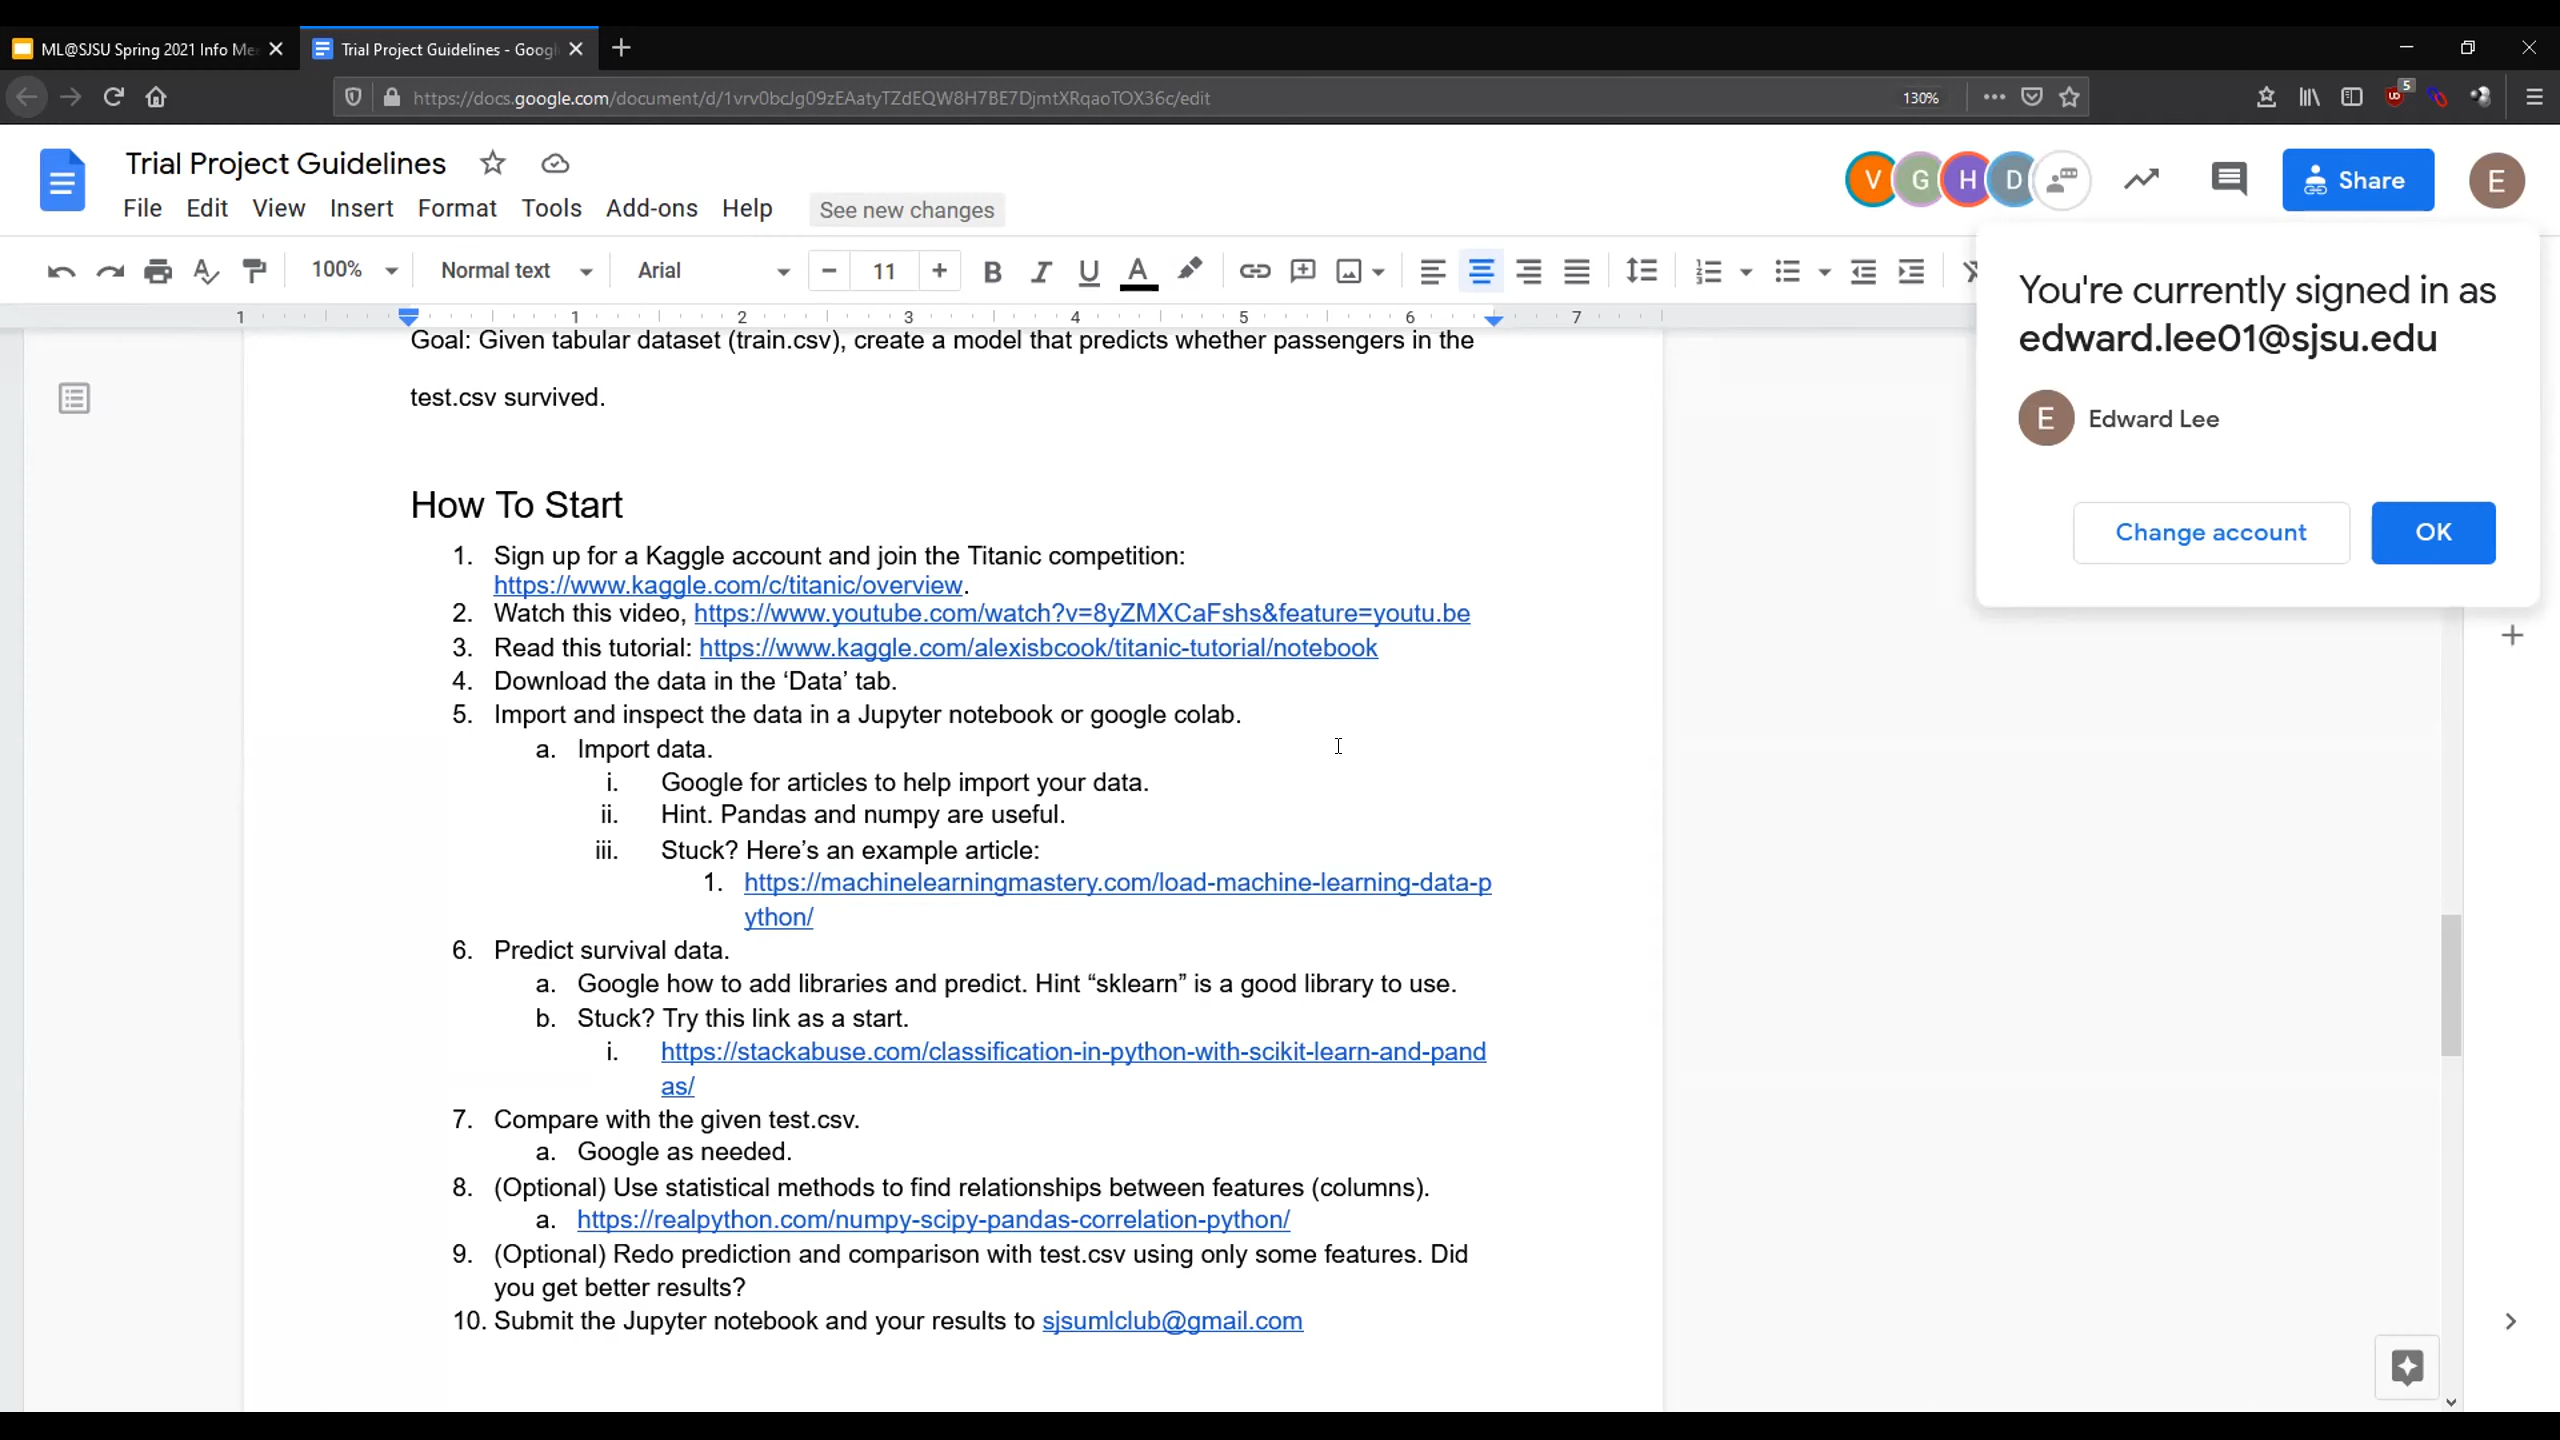 ML@SJSU Spring 2021 Info Me
Trial Project Guidelines - Googl
https://docs.google.com/document/d/1vrv0bcJg09zEAatyTZdEQW8H7BE7DjmtXRqaoTOX36c/edit
130%
5
Trial Project Guidelines
V G H D
Share
E
File Edit View Insert Format Tools Add-ons Help
See new changes
100% Normal text Arial 11 B I U A
1 1 2 3 4 5 6 7
You're currently signed in as
edward.lee01@sjsu.edu
E Edward Lee
Change account OK
Goal: Given tabular dataset (train.csv), create a model that predicts whether passengers in the
test.csv survived.
How To Start
1. Sign up for a Kaggle account and join the Titanic competition:
https://www.kaggle.com/c/titanic/overview.
2. Watch this video, https://www.youtube.com/watch?v=8yZMXCaFshs&feature=youtu.be
3. Read this tutorial: https://www.kaggle.com/alexisbcook/titanic-tutorial/notebook
4. Download the data in the ‘Data’ tab.
5. Import and inspect the data in a Jupyter notebook or google colab.
a. Import data.
i. Google for articles to help import your data.
ii. Hint. Pandas and numpy are useful.
iii. Stuck? Here’s an example article:
1. https://machinelearningmastery.com/load-machine-learning-data-p
ython/
6. Predict survival data.
a. Google how to add libraries and predict. Hint “sklearn” is a good library to use.
b. Stuck? Try this link as a start.
i. https://stackabuse.com/classification-in-python-with-scikit-learn-and-pand
as/
7. Compare with the given test.csv.
a. Google as needed.
8. (Optional) Use statistical methods to find relationships between features (columns).
a. https://realpython.com/numpy-scipy-pandas-correlation-python/
9. (Optional) Redo prediction and comparison with test.csv using only some features. Did
you get better results?
10. Submit the Jupyter notebook and your results to sjsumlclub@gmail.com